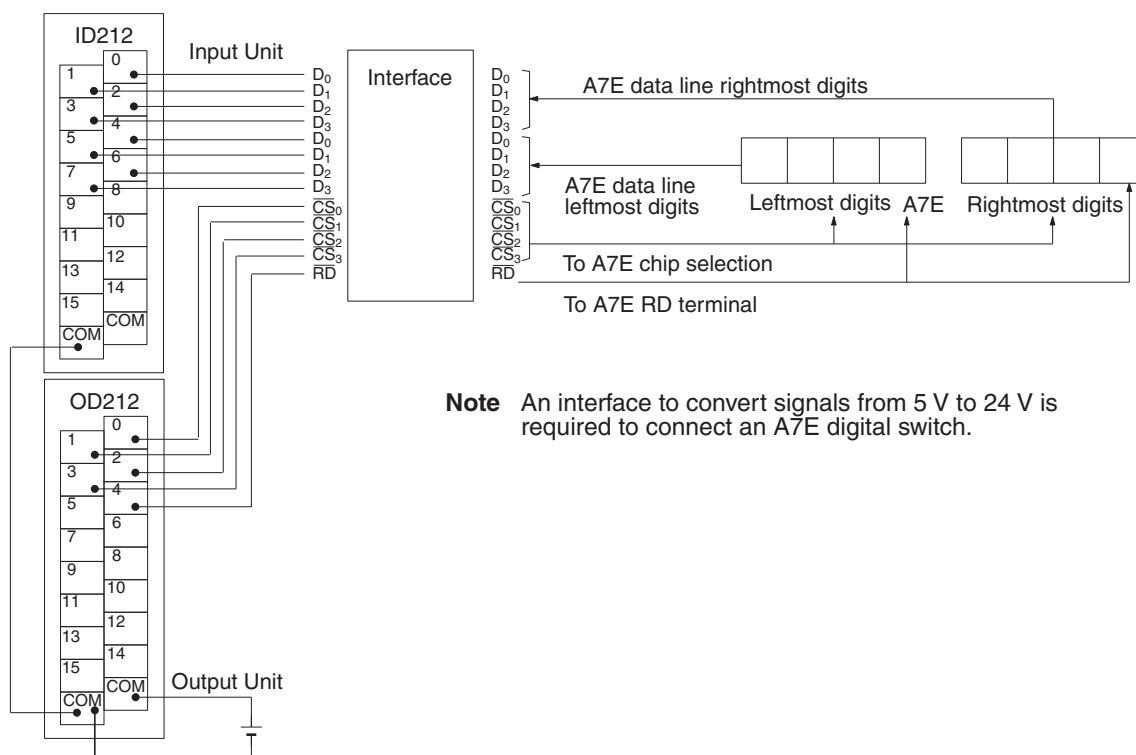 ID212
Input Unit
0
1
2
3
4
5
6
7
8
9
10
11
12
13
14
15
COM
COM
D0
D1
D2
D3
D0
D1
D2
D3
CS0
CS1
CS2
CS3
RD
Interface
D0
D1
D2
D3
D0
D1
D2
D3
CS0
CS1
CS2
CS3
RD
A7E data line rightmost digits
A7E data line
leftmost digits
Leftmost digits A7E Rightmost digits
To A7E chip selection
To A7E RD terminal
Note An interface to convert signals from 5 V to 24 V is
required to connect an A7E digital switch.
OD212
0
1
2
3
4
5
6
7
8
9
10
11
12
13
14
15
COM
COM
Output Unit